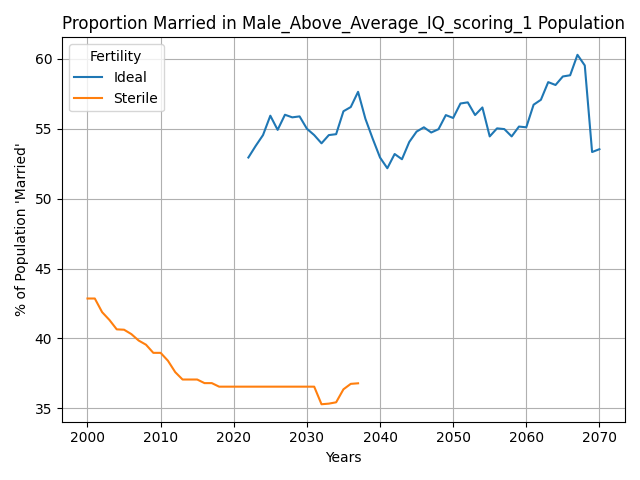 Proportion Married in Male_Above_Average_IQ_scoring_1 Population
Fertility
Ideal
Sterile
% of Population 'Married'
60
55
50
45
40
35
2000 2010 2020 2030 2040 2050 2060 2070
Years